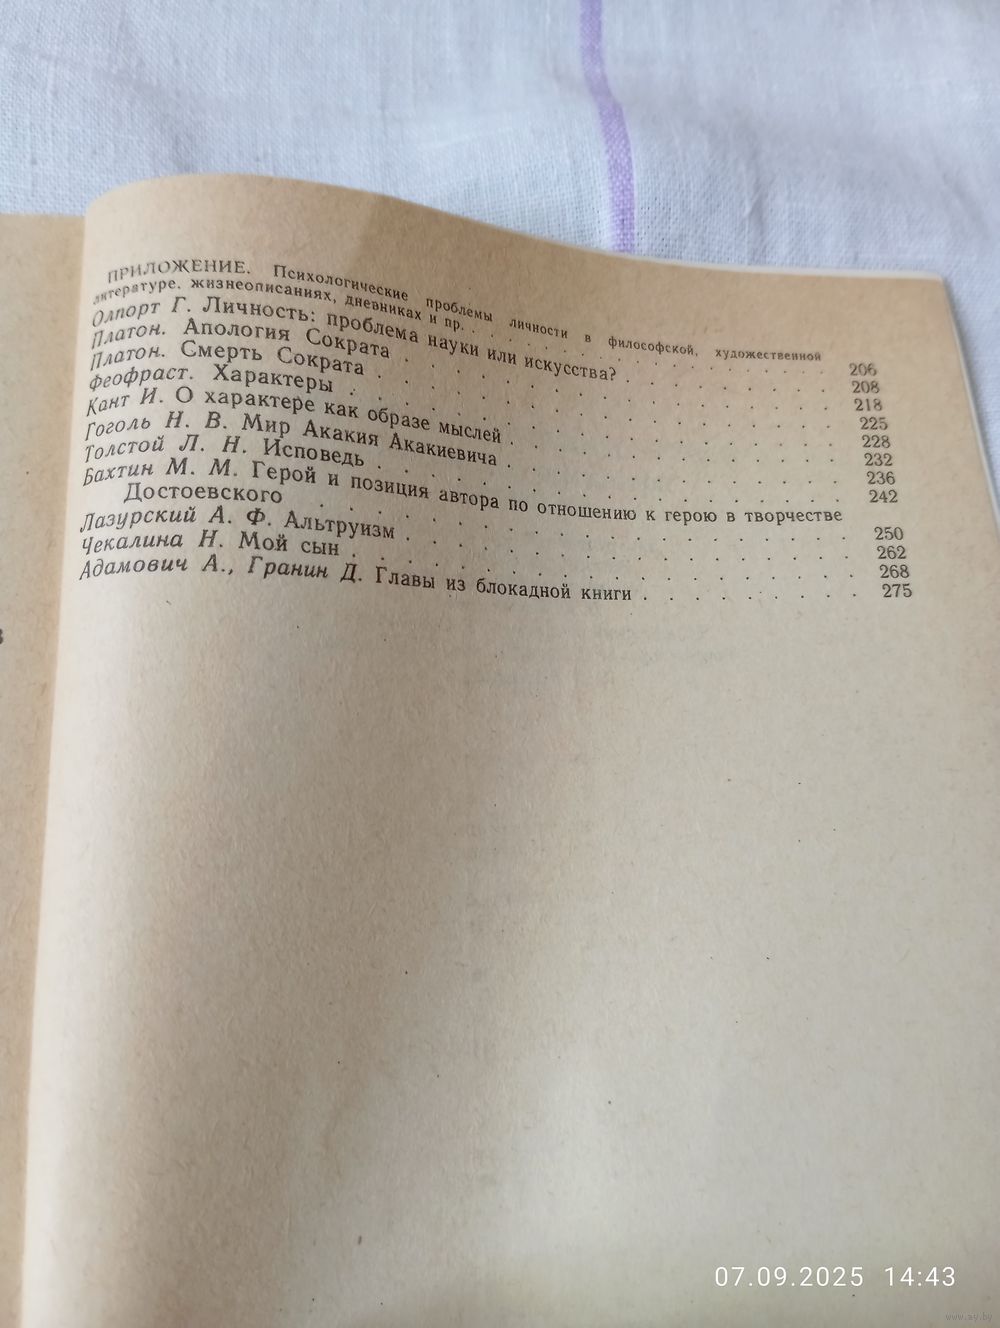 ПРИЛОЖЕНИЕ. Психологические проблемы личности в философской, художественной
литературе, жизнеописаниях, дневниках и пр. . . . . . . . . . . . . . 206
Олпорт Г. Личность: проблема науки или искусства? . . . . . . . . 208
Платон. Апология Сократа . . . . . . . . . . . . . 218
Платон. Смерть Сократа . . . . . . . . . . . . . 225
Феофраст. Характеры . . . . . . . . . . . . . . 228
Кант И. О характере как образе мыслей . . . . . . . . . . 232
Гоголь Н. В. Мир Акакия Акакиевича . . . . . . . . . . 236
Толстой Л. Н. Исповедь . . . . . . . . . . . . . 242
Бахтин М. М. Герой и позиция автора по отношению к герою в творчестве
Достоевского . . . . . . . . . . . . . . . 250
Лазурский А. Ф. Альтруизм . . . . . . . . . . . . 262
Чекалина Н. Мой сын . . . . . . . . . . . . . 268
Адамович А., Гранин Д. Главы из блокадной книги . . . . . . . 275
в
07.09.2025 14:43
www.ay.by